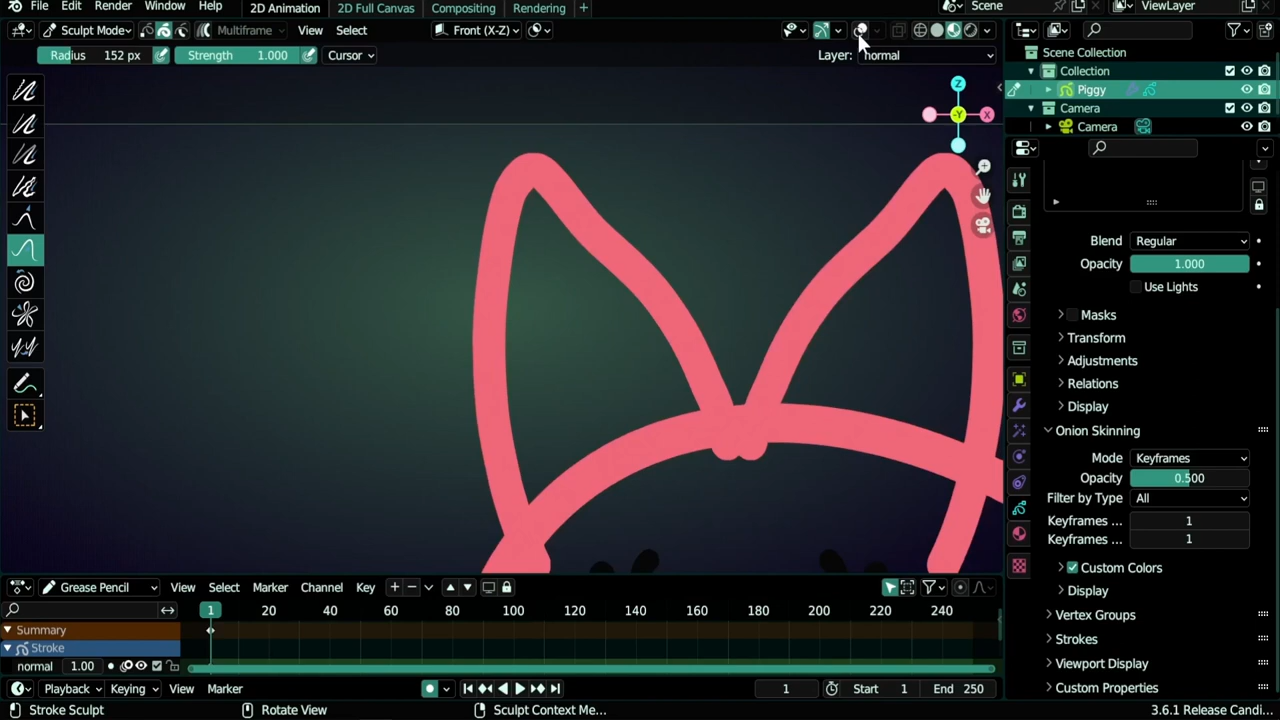 File Edit Render Window Help 2D Animation 2D Full Canvas Compositing Rendering + Scene ViewLayer
Sculpt Mode Multiframe View Select Front (X-Z)
Radius 152 px Strength 1.000 Cursor Layer: normal
Z
X
-Y
Scene Collection
Collection
Piggy
Camera
Camera
Blend Regular
Opacity 1.000
Use Lights
Masks
Transform
Adjustments
Relations
Display
Onion Skinning
Mode Keyframes
Opacity 0.500
Filter by Type All
Keyframes ... 1
Keyframes ... 1
Custom Colors
Display
Vertex Groups
Strokes
Viewport Display
Custom Properties
Grease Pencil View Select Marker Channel Key
1 20 40 60 80 100 120 140 160 180 200 220 240
Summary
Stroke
normal 1.00
Playback Keying View Marker 1 Start 1 End 250
Stroke Sculpt Rotate View Sculpt Context Me... 3.6.1 Release Candi...